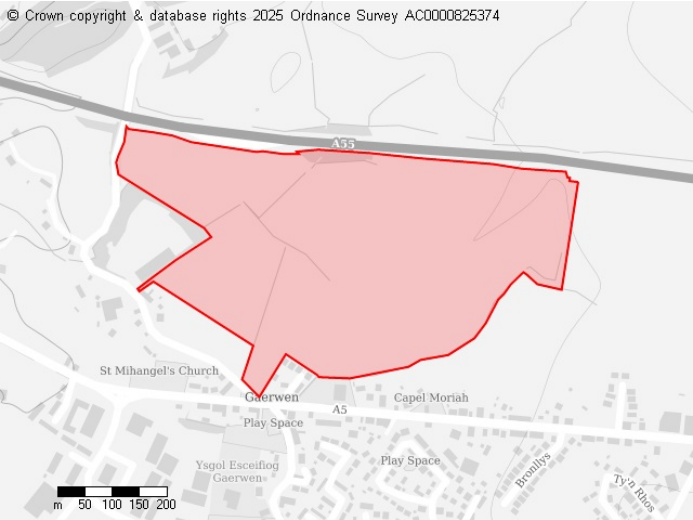 © Crown copyright & database rights 2025 Ordnance Survey AC0000825374
A55
St Mihangel's Church
Gaerwen
A5
Capel Moriah
Play Space
Ysgol Esceifiog
Gaerwen
Play Space
Bronllys
Ty'n Rhos
m 50 100 150 200